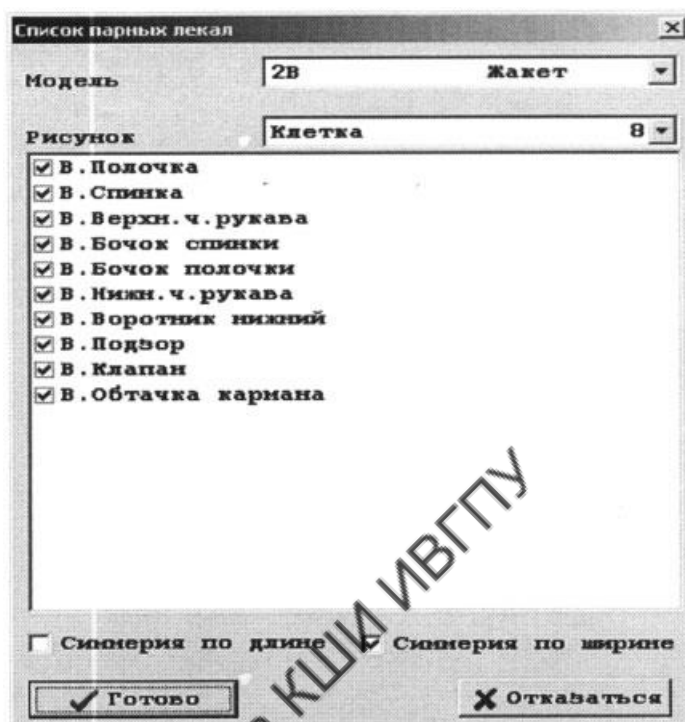 Список парных лекал
Модель 2В Жакет
Рисунок Клетка 8
В.Полочка
В.Спинка
В.Верхн.ч.рукава
В.Бочок спинки
В.Бочок полочки
В.Нижн.ч.рукава
В.Воротник нижний
В.Подзор
В.Клапан
В.Обтачка кармана
Симмерия по длине Симмерия по ширине
Готово Отказаться
КШИ ИВГПУ